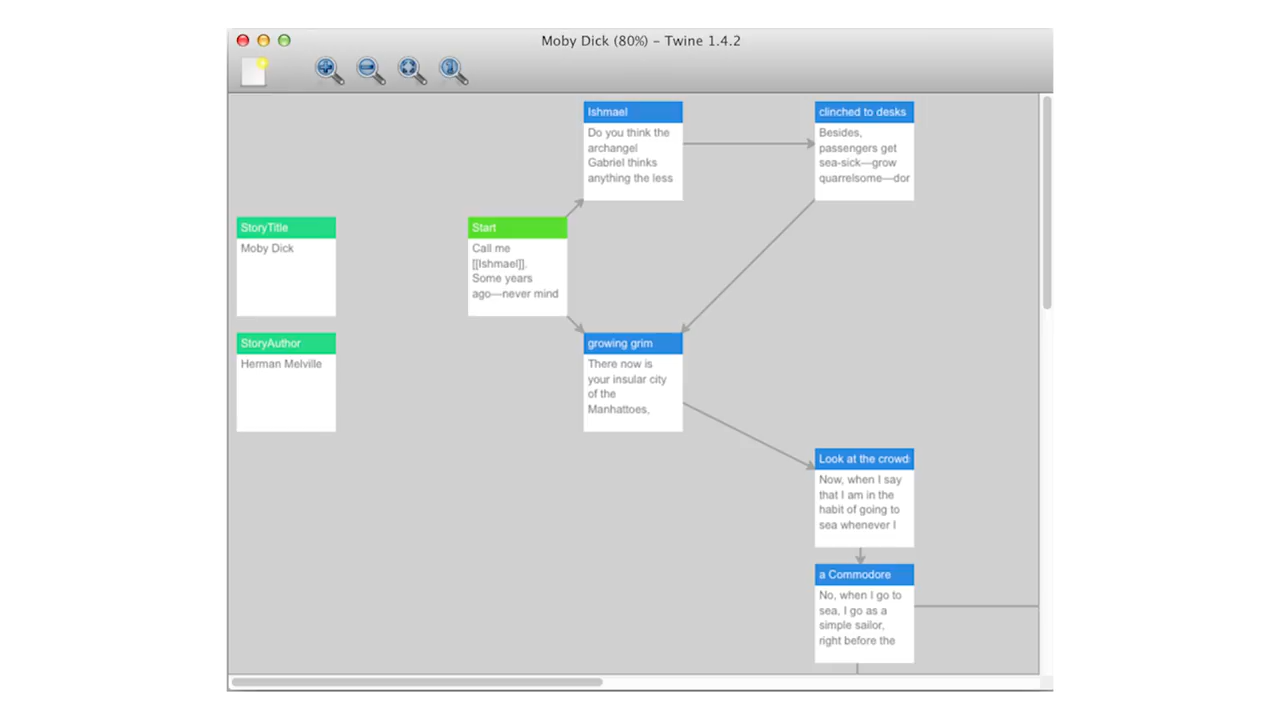 Moby Dick (80%) – Twine 1.4.2
Ishmael
Do you think the
archangel
Gabriel thinks
anything the less
clinched to desks
Besides,
passengers get
sea-sick—grow
quarrelsome—dor
StoryTitle
Moby Dick
Start
Call me
[[Ishmael]].
Some years
ago—never mind
StoryAuthor
Herman Melville
growing grim
There now is
your insular city
of the
Manhattoes,
Look at the crowds
Now, when I say
that I am in the
habit of going to
sea whenever I
a Commodore
No, when I go to
sea, I go as a
simple sailor,
right before the